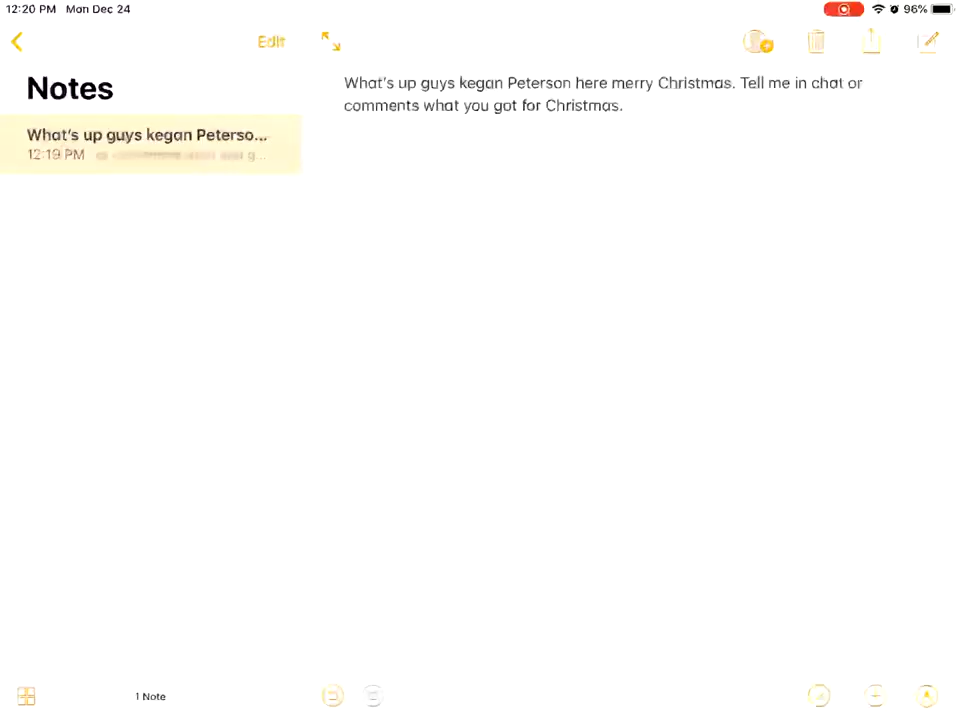 12:20 PM Mon Dec 24
96%
Edit
Notes
What's up guys kegan Peterson here merry Christmas. Tell me in chat or
comments what you got for Christmas.
What's up guys kegan Peterso...
12:19 PM
1 Note